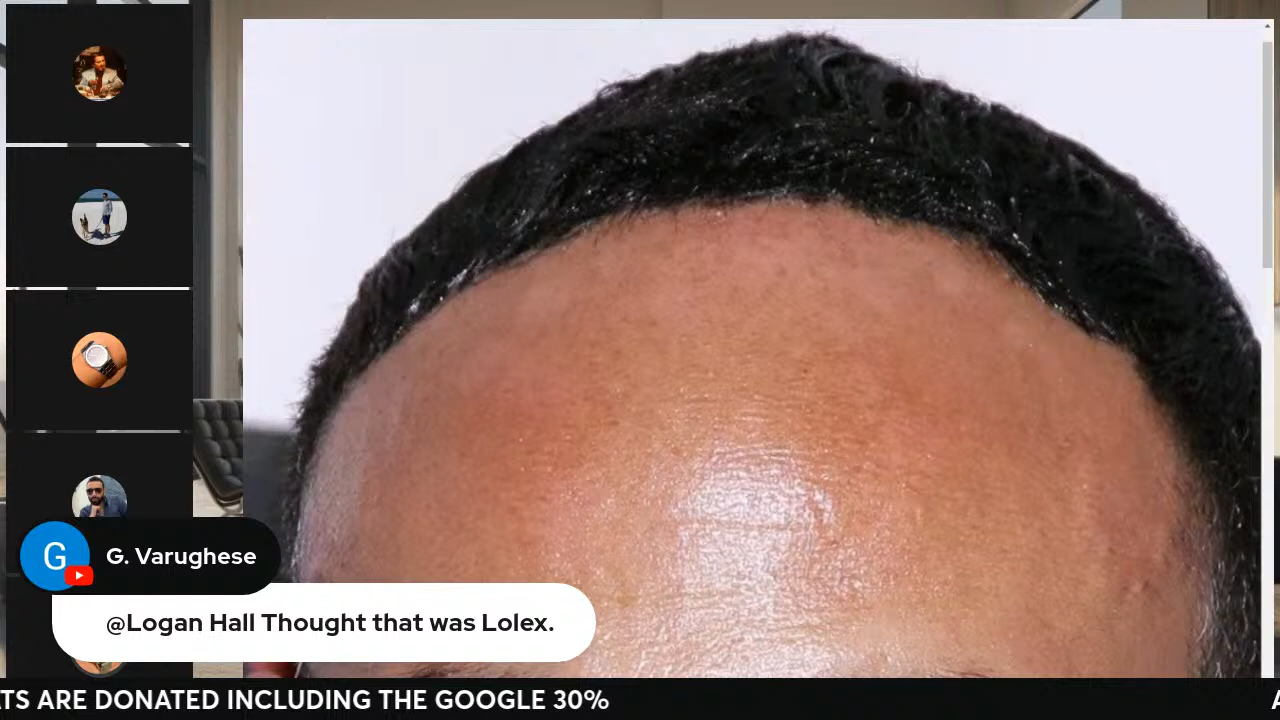 G
G. Varughese
@Logan Hall Thought that was Lolex.
TS ARE DONATED INCLUDING THE GOOGLE 30%
A